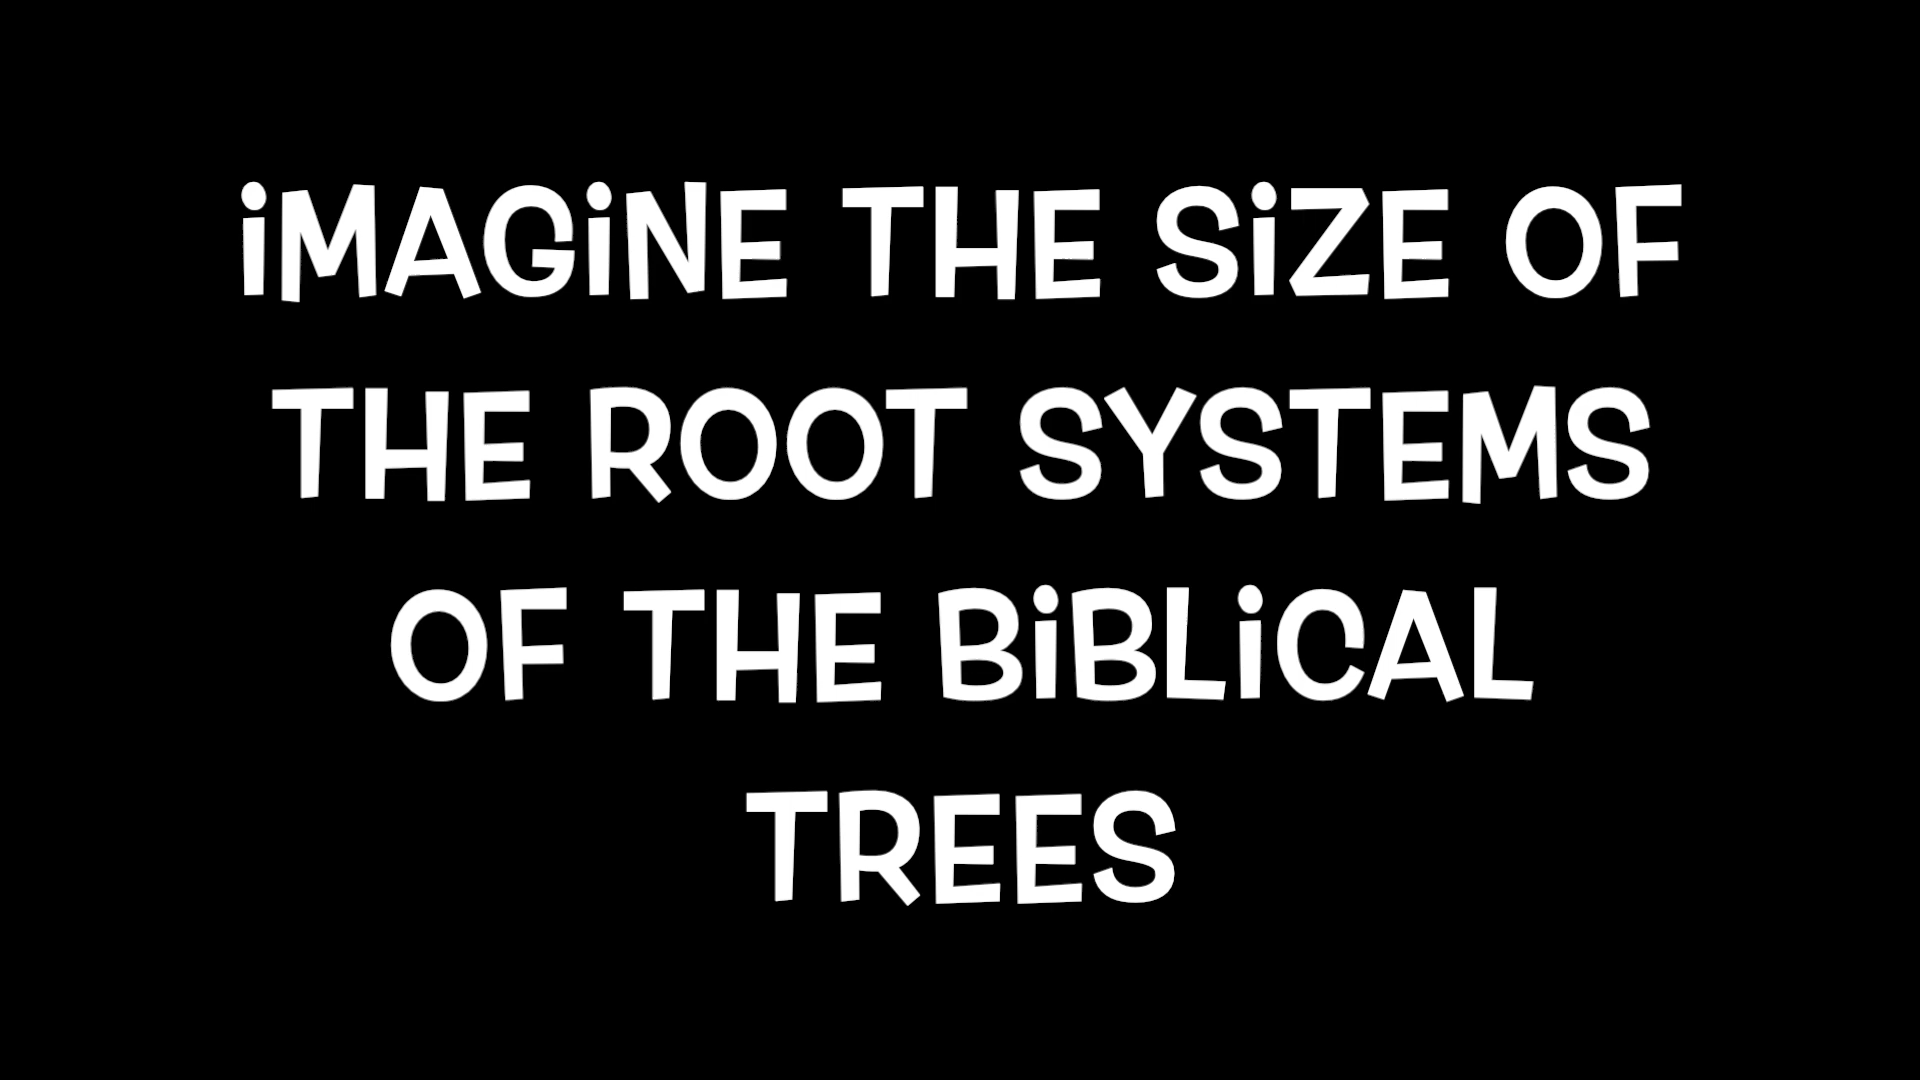 iMAGiNE THE SiZE OF
THE ROOT SYSTEMS
OF THE BiBLiCAL
TREES